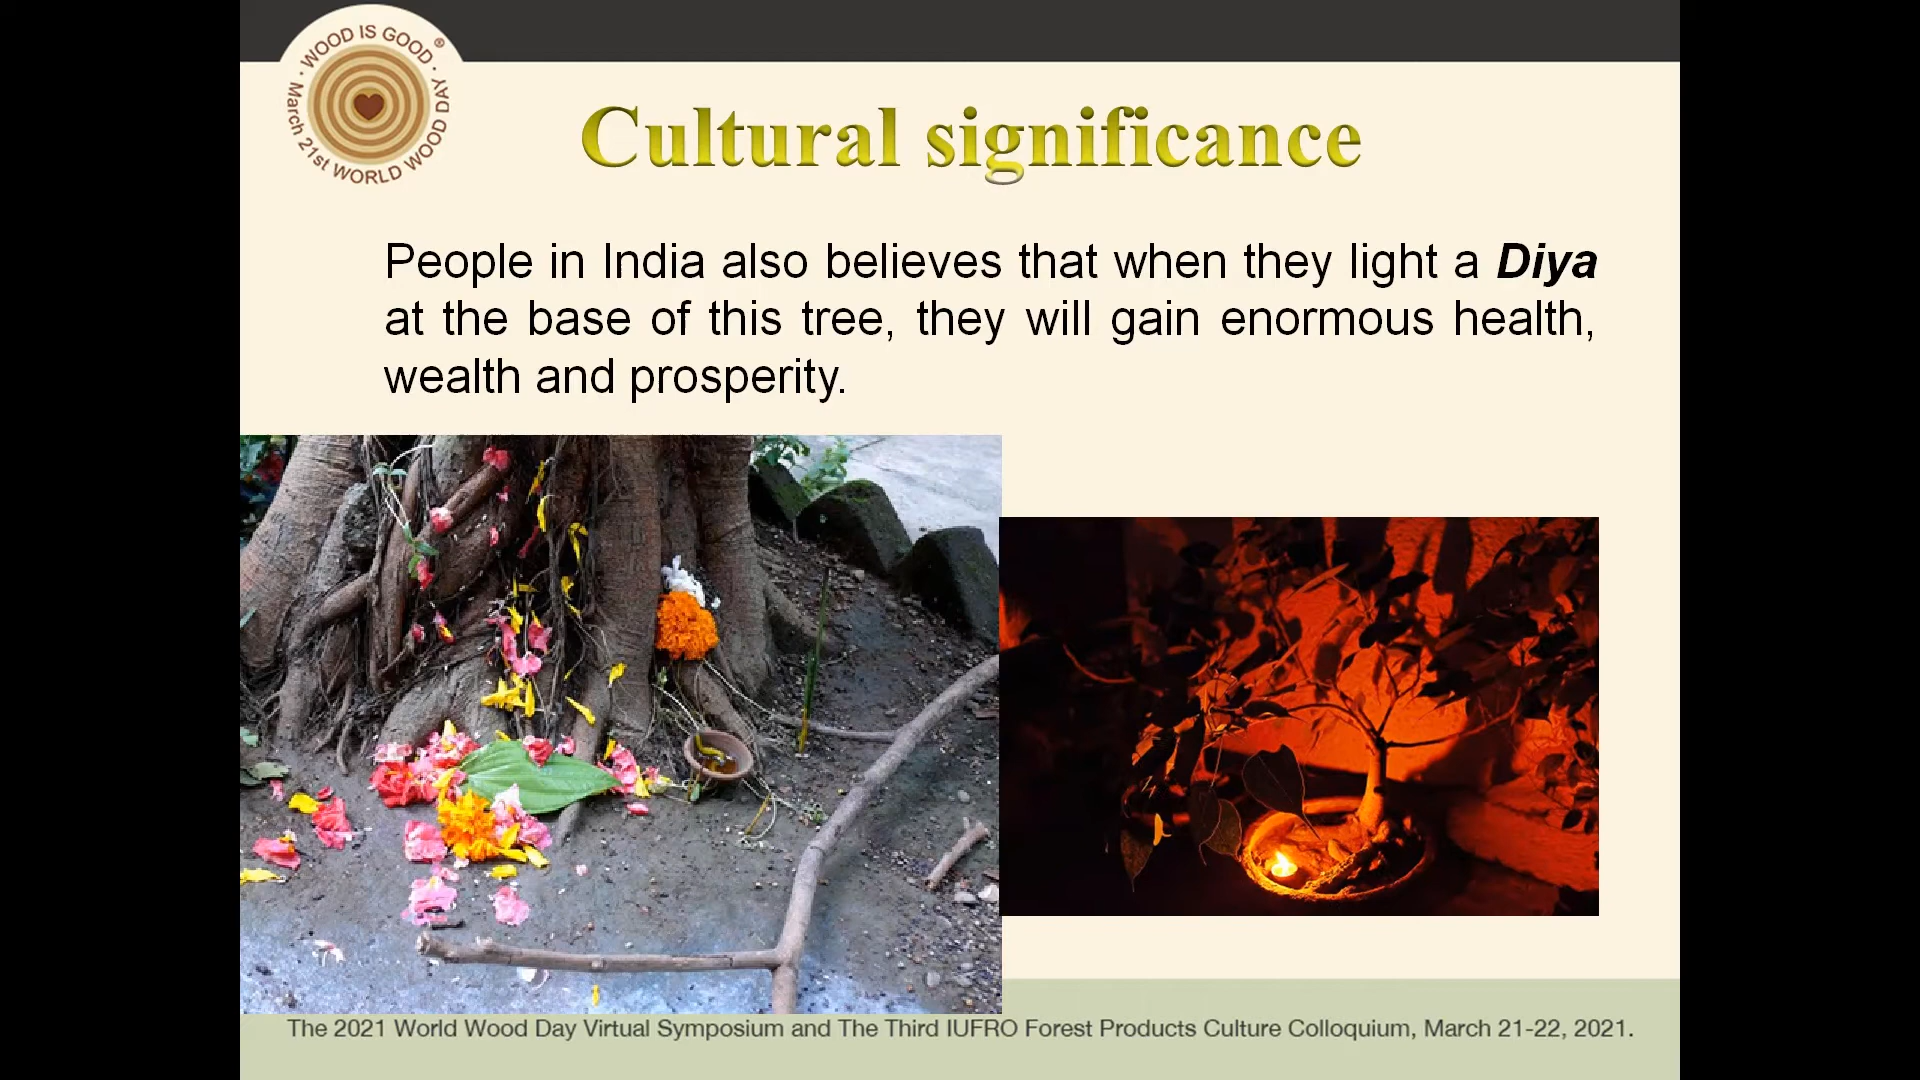 · WOOD IS GOOD ·®
March 21st WORLD WOOD DAY
Cultural significance
People in India also believes that when they light a Diya
at the base of this tree, they will gain enormous health,
wealth and prosperity.
The 2021 World Wood Day Virtual Symposium and The Third IUFRO Forest Products Culture Colloquium, March 21-22, 2021.